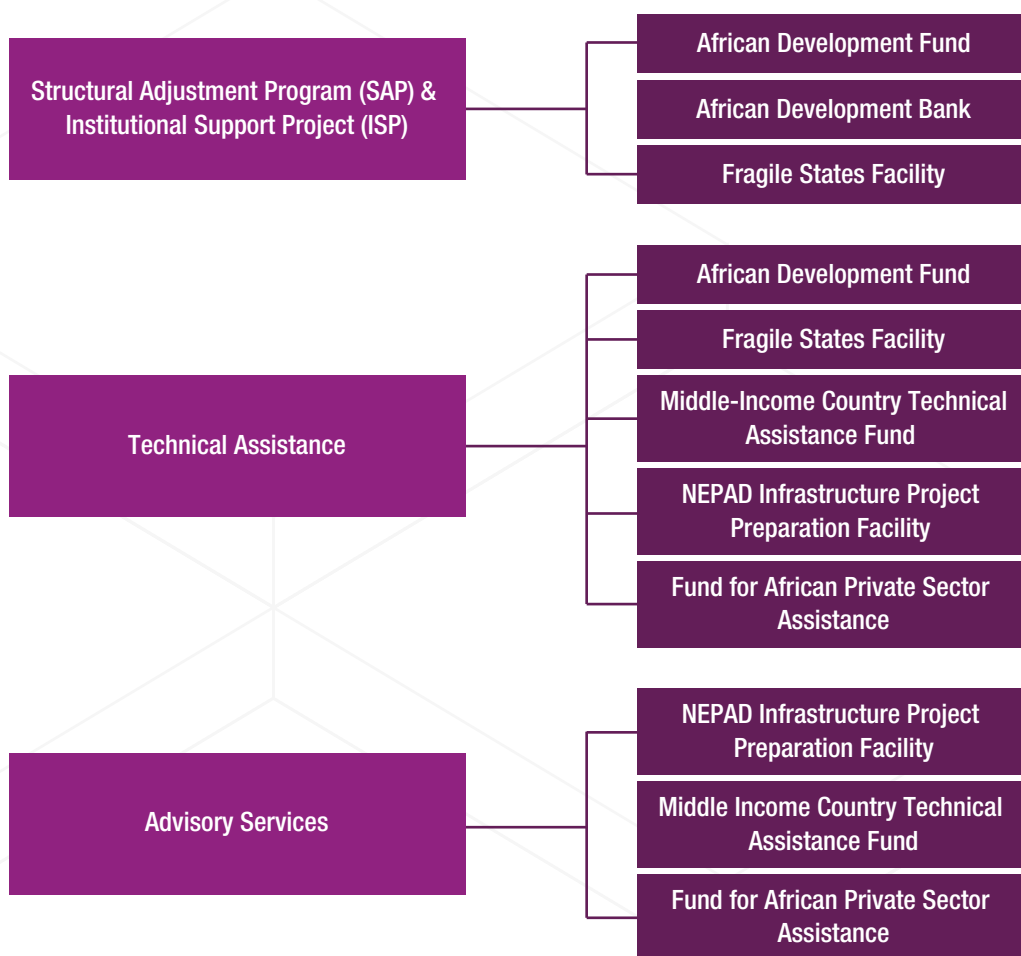 Structural Adjustment Program (SAP) &
Institutional Support Project (ISP)
African Development Fund
African Development Bank
Fragile States Facility
Technical Assistance
African Development Fund
Fragile States Facility
Middle-Income Country Technical
Assistance Fund
NEPAD Infrastructure Project
Preparation Facility
Fund for African Private Sector
Assistance
Advisory Services
NEPAD Infrastructure Project
Preparation Facility
Middle Income Country Technical
Assistance Fund
Fund for African Private Sector
Assistance